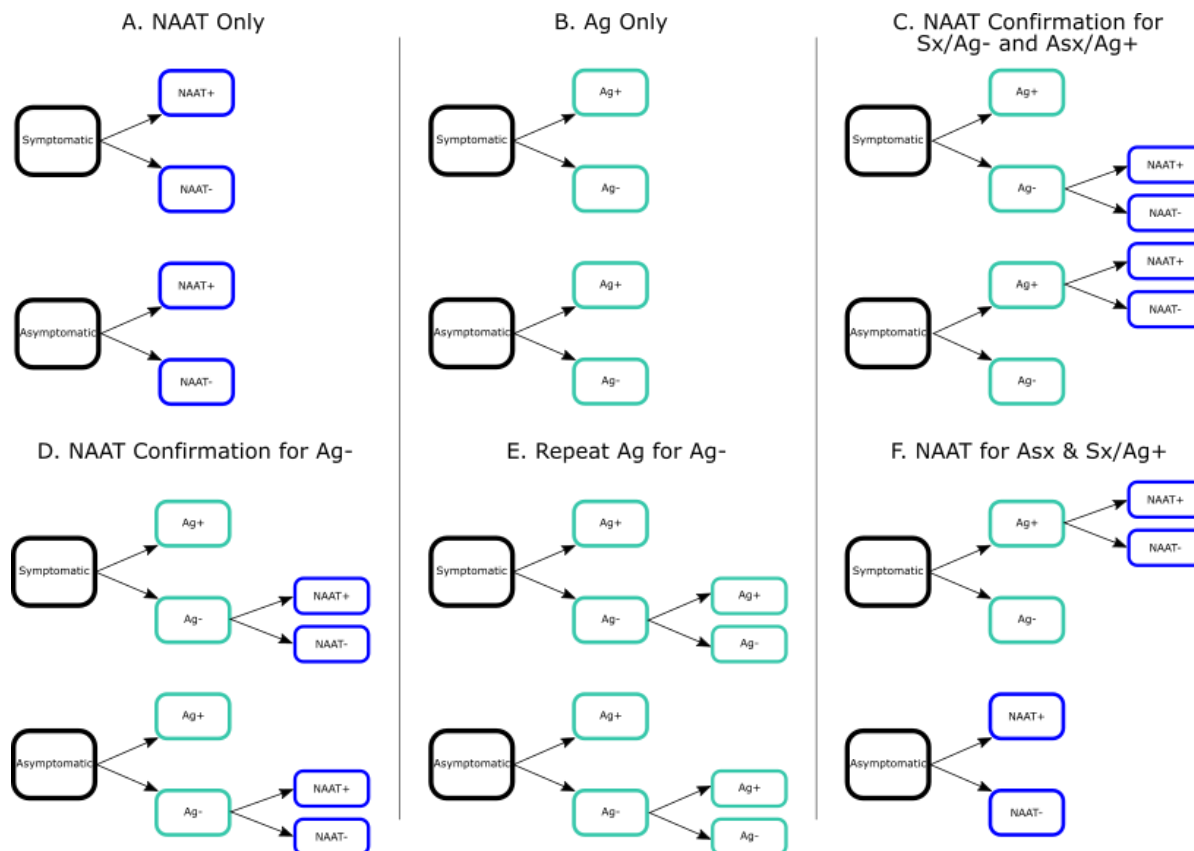 A. NAAT Only
NAAT+
Symptomatic
NAAT-
NAAT+
Asymptomatic
NAAT-
B. Ag Only
Ag+
Symptomatic
Ag-
Ag+
Asymptomatic
Ag-
C. NAAT Confirmation for
Sx/Ag- and Asx/Ag+
Ag+
Symptomatic
NAAT+
Ag-
NAAT-
NAAT+
Ag+
NAAT-
Asymptomatic
Ag-
D. NAAT Confirmation for Ag-
Ag+
Symptomatic
NAAT+
Ag-
NAAT-
Ag+
Asymptomatic
NAAT+
Ag-
NAAT-
E. Repeat Ag for Ag-
Ag+
Symptomatic
Ag+
Ag-
Ag-
Ag+
Asymptomatic
Ag+
Ag-
Ag-
F. NAAT for Asx & Sx/Ag+
NAAT+
Ag+
NAAT-
Symptomatic
Ag-
NAAT+
Asymptomatic
NAAT-